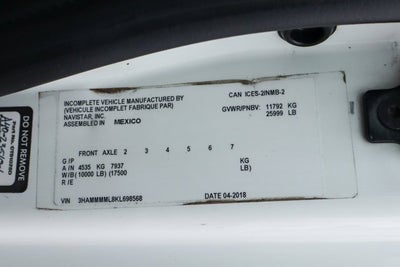 INCOMPLETE VEHICLE MANUFACTURED BY
(VEHICULE INCOMPLET FABRIQUE PAR)
NAVISTAR, INC.
ASSEMBLED IN MEXICO
CAN ICES-2/NMB-2
GVWR/PNBV: 11792 KG
25999 LB
FRONT AXLE 2 3 4 5 6 7
G/P
A/N 4535 KG 7937 KG
W/B (10000 LB) (17500 LB)
R/E
VIN 3HAMMMML8KL698568 DATE 04-2018
DO NOT REMOVE